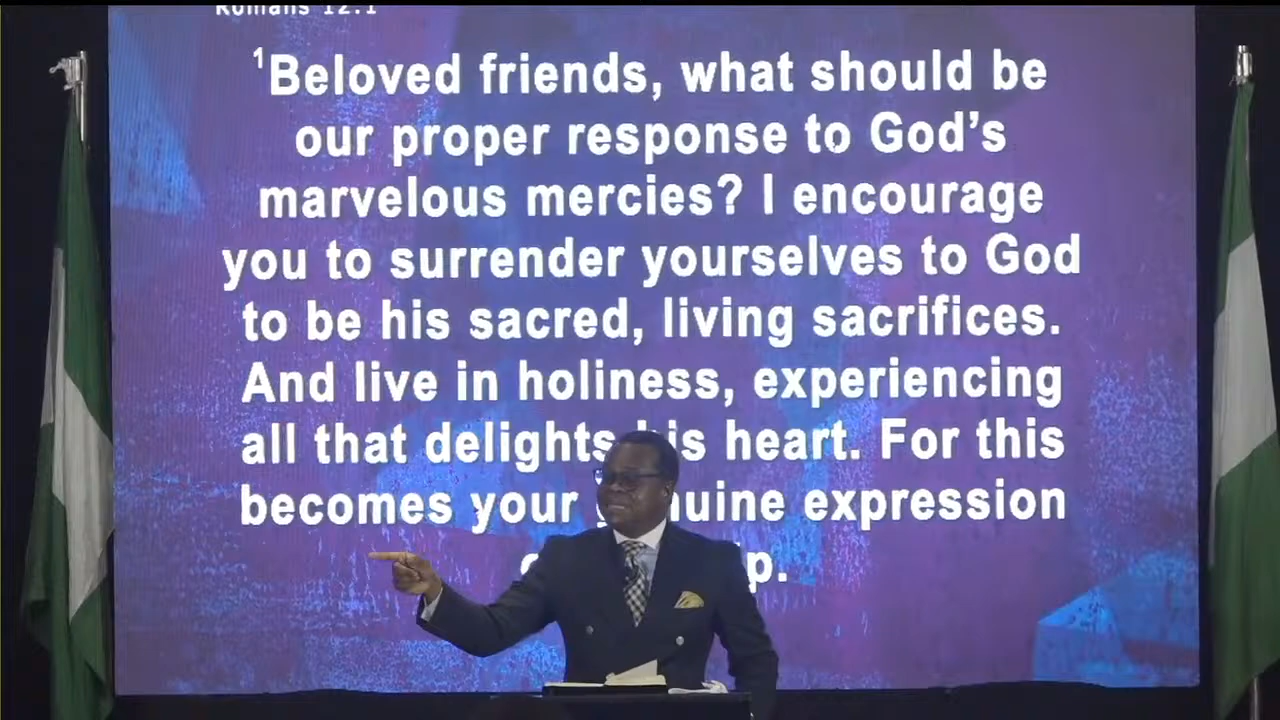 Romans 12:1
¹Beloved friends, what should be
our proper response to God's
marvelous mercies? I encourage
you to surrender yourselves to God
to be his sacred, living sacrifices.
And live in holiness, experiencing
all that delights his heart. For this
becomes your genuine expression